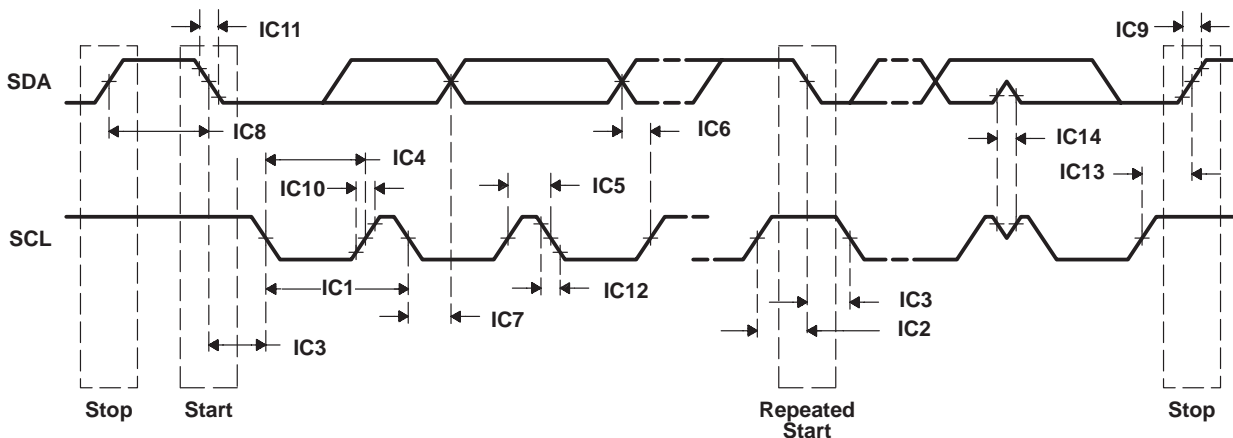 IC11
IC9
SDA
IC8
IC6
IC14
IC4
IC10
IC5
IC13
SCL
IC1
IC12
IC3
IC7
IC2
IC3
Stop
Start
Repeated
Start
Stop